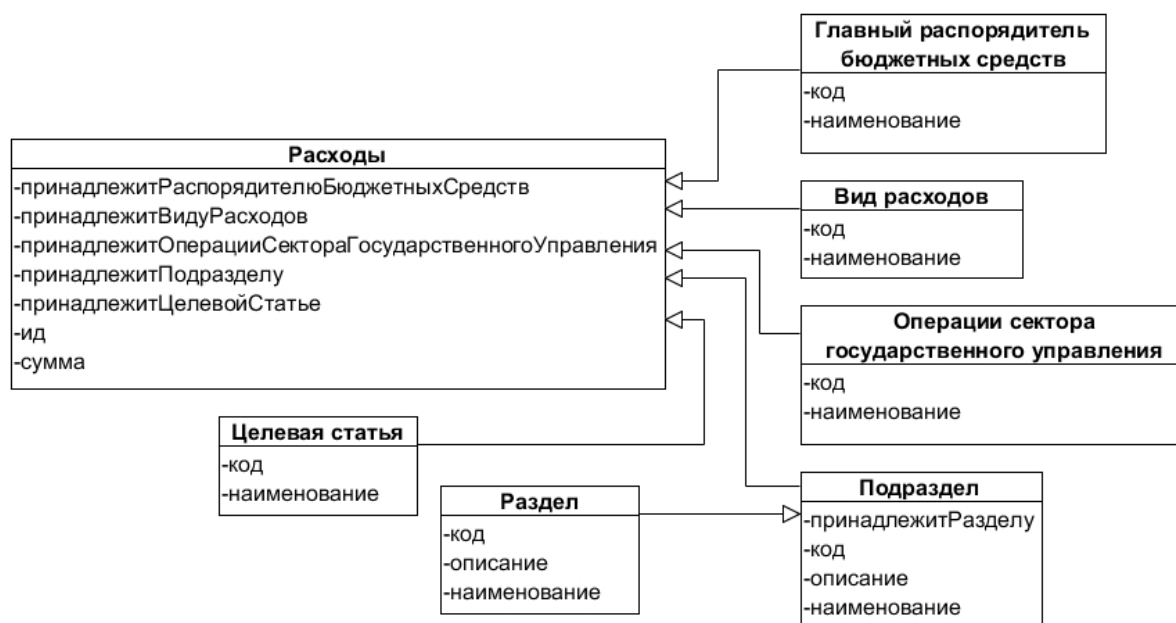 Главный распорядитель
бюджетных средств
-код
-наименование
Расходы
-принадлежитРаспорядителюБюджетныхСредств
-принадлежитВидуРасходов
-принадлежитОперацииСектораГосударственногоУправления
-принадлежитПодразделу
-принадлежитЦелевойСтатье
-ид
-сумма
Вид расходов
-код
-наименование
Операции сектора
государственного управления
-код
-наименование
Целевая статья
-код
-наименование
Раздел
-код
-описание
-наименование
Подраздел
-принадлежитРазделу
-код
-описание
-наименование